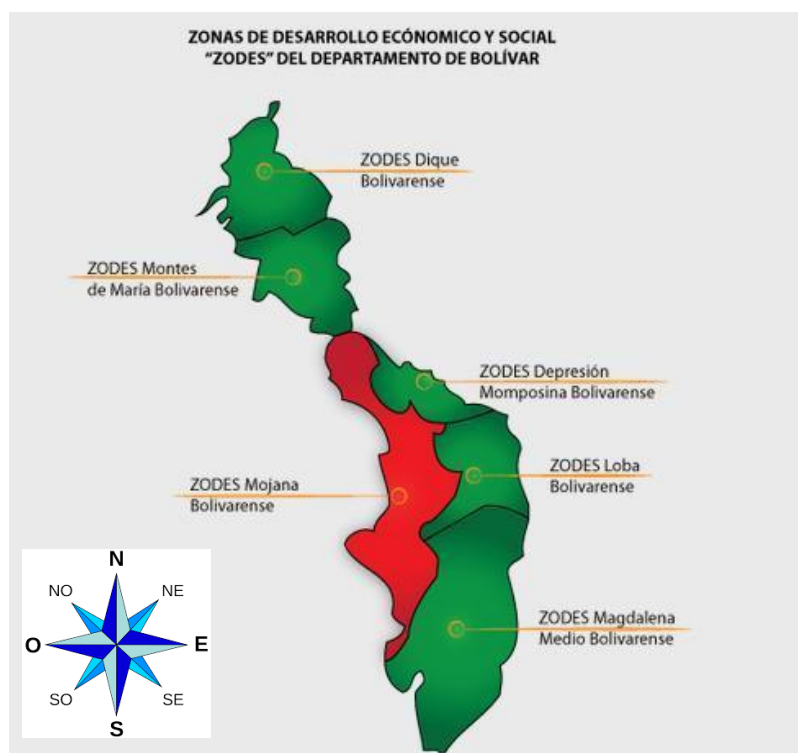 ZONAS DE DESARROLLO ECÓNOMICO Y SOCIAL
“ZODES” DEL DEPARTAMENTO DE BOLÍVAR
ZODES Dique
Bolivarense
ZODES Montes
de María Bolivarense
ZODES Depresión
Momposina Bolivarense
ZODES Loba
Bolivarense
ZODES Mojana
Bolivarense
ZODES Magdalena
Medio Bolivarense
N
NO
NE
O
E
SO
SE
S